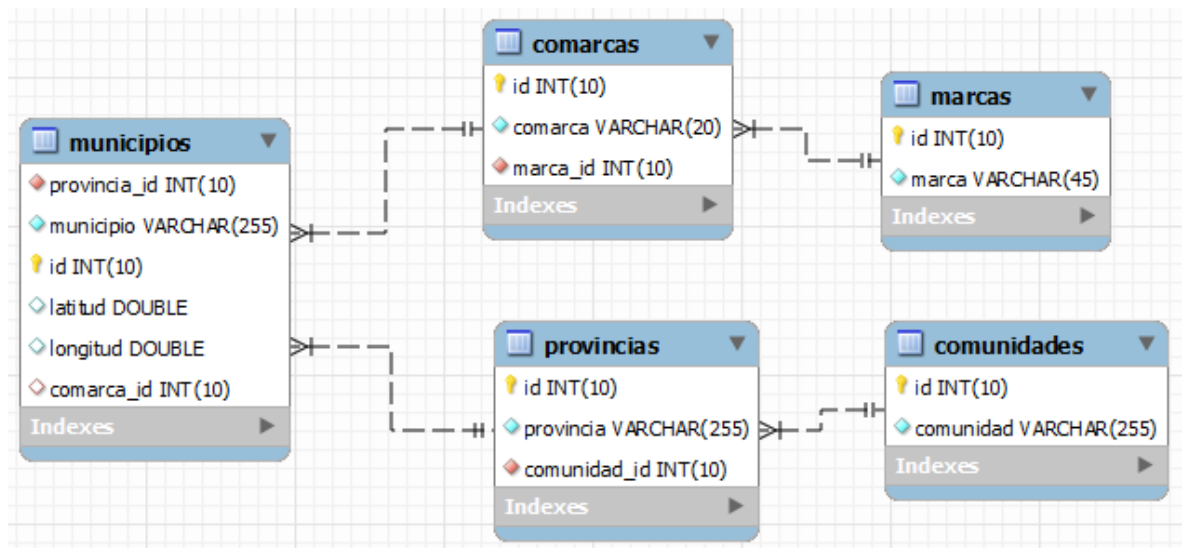 municipios
provincia_id INT(10)
municipio VARCHAR(255)
id INT(10)
latitud DOUBLE
longitud DOUBLE
comarca_id INT(10)
Indexes
comarcas
id INT(10)
comarca VARCHAR(20)
marca_id INT(10)
Indexes
marcas
id INT(10)
marca VARCHAR(45)
Indexes
provincias
id INT(10)
provincia VARCHAR(255)
comunidad_id INT(10)
Indexes
comunidades
id INT(10)
comunidad VARCHAR(255)
Indexes